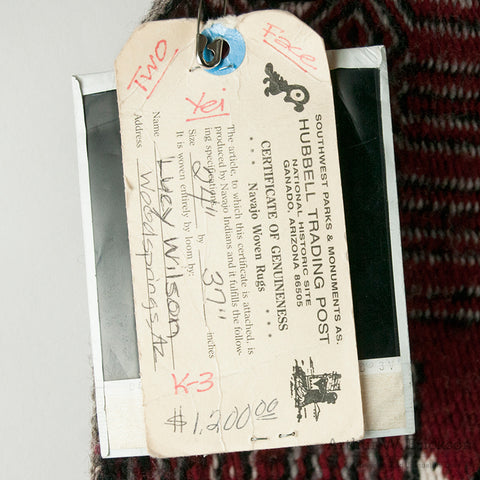 Two
Face
Yei
SOUTHWEST PARKS & MONUMENTS AS.
HUBBELL TRADING POST
NATIONAL HISTORIC SITE
GANADO, ARIZONA 86505
CERTIFICATE OF GENUINENESS
• • • Navajo Woven Rugs • • •
The article, to which this certificate is attached, is
produced by Navajo Indians and it fulfills the follow-
ing specifications.
Size by 37" inches
It is woven entirely by loom by:
Name Lucy Wilson
Address Woodsprings, AZ
K-3
$1,200.00